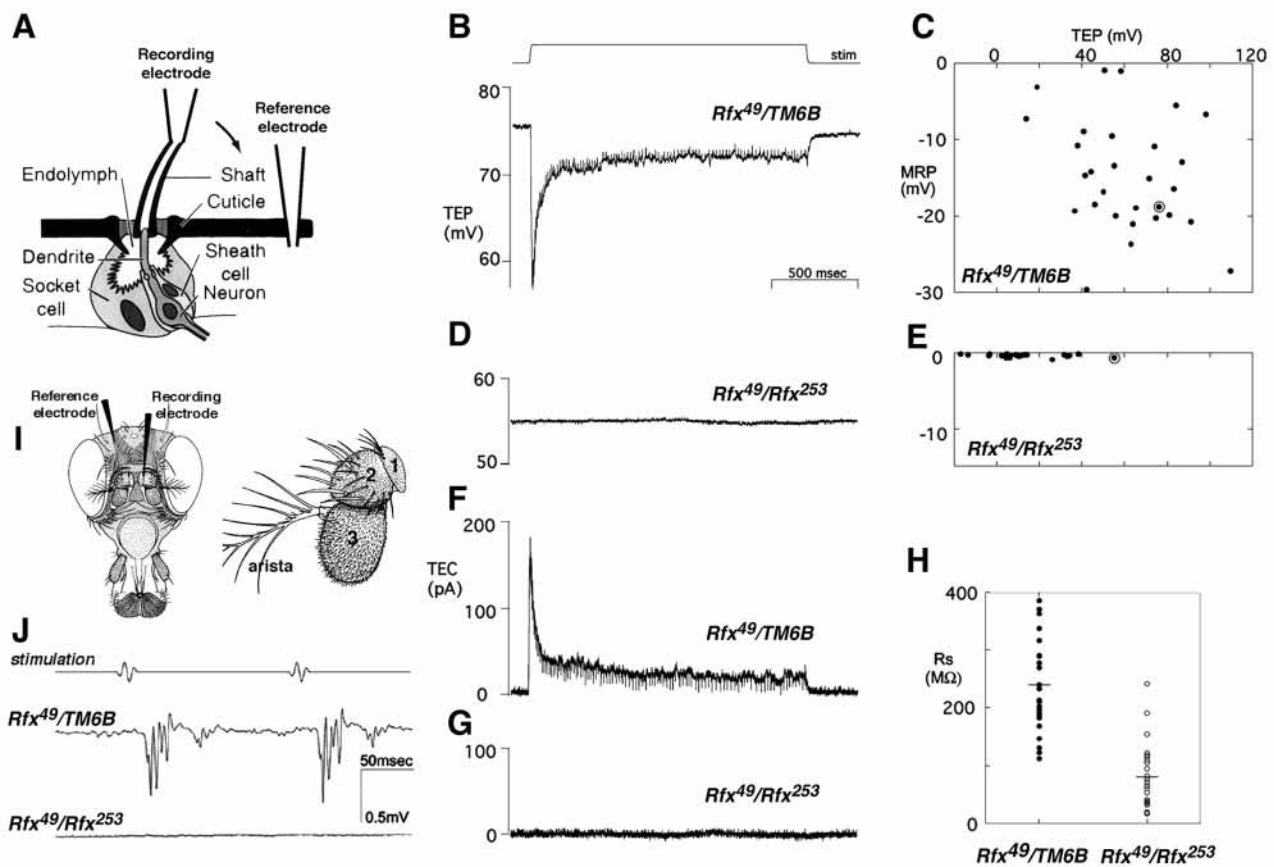 A
Recording
electrode
Reference
electrode
Endolymph
Shaft
Cuticle
Dendrite
Sheath
cell
Socket
cell
Neuron
B
stim
80
Rfx49/TM6B
70
TEP
(mV)
60
500 msec
C
TEP (mV)
0 40 80 120
0
-10
MRP
(mV)
-20
Rfx49/TM6B
-30
D
60
Rfx49/Rfx253
50
E
0
-10
Rfx49/Rfx253
I
Reference
electrode
Recording
electrode
1
2
3
arista
F
200
TEC
(pA)
100
Rfx49/TM6B
0
G
100
Rfx49/Rfx253
0
H
400
Rs
(MΩ)
200
0
Rfx49/TM6B Rfx49/Rfx253
J
stimulation
Rfx49/TM6B
50msec
0.5mV
Rfx49/Rfx253